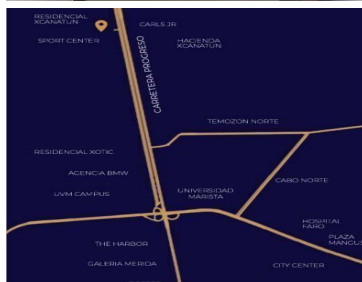 RESIDENCIAL
XCANATUN
CARLS JR
SPORT CENTER
HACIENDA
XCANATUN
CARRETERA PROGRESO
TEMOZON NORTE
RESIDENCIAL XOTIC
AGENCIA BMW
CABO NORTE
UVM CAMPUS
UNIVERSIDAD
MARISTA
HOSPITAL
FARO
PLAZA
MANGUS
THE HARBOR
GALERIA MERIDA
CITY CENTER